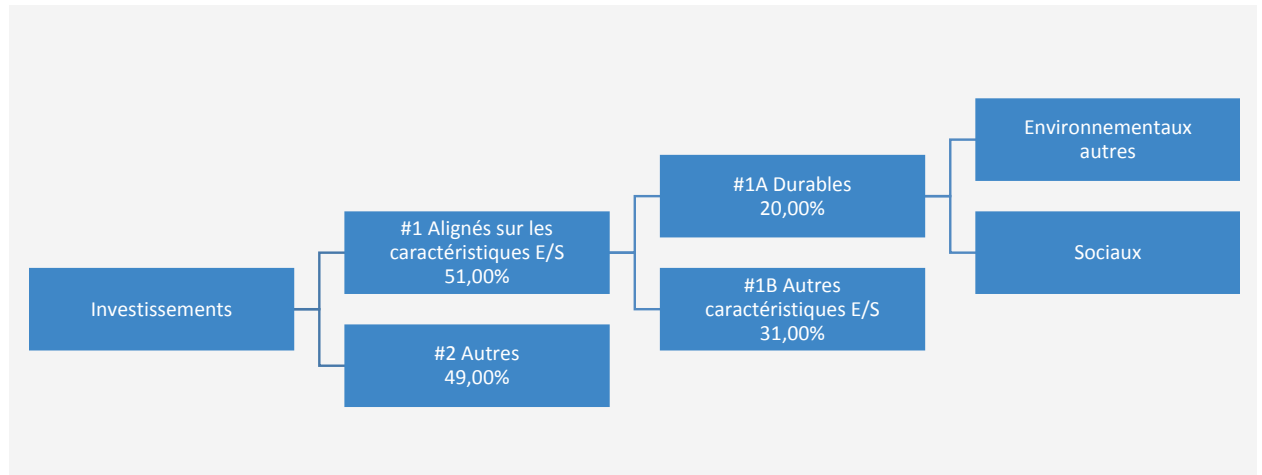 Investissements
#1 Alignés sur les
caractéristiques E/S
51,00%
#2 Autres
49,00%
#1A Durables
20,00%
#1B Autres
caractéristiques E/S
31,00%
Environnementaux
autres
Sociaux